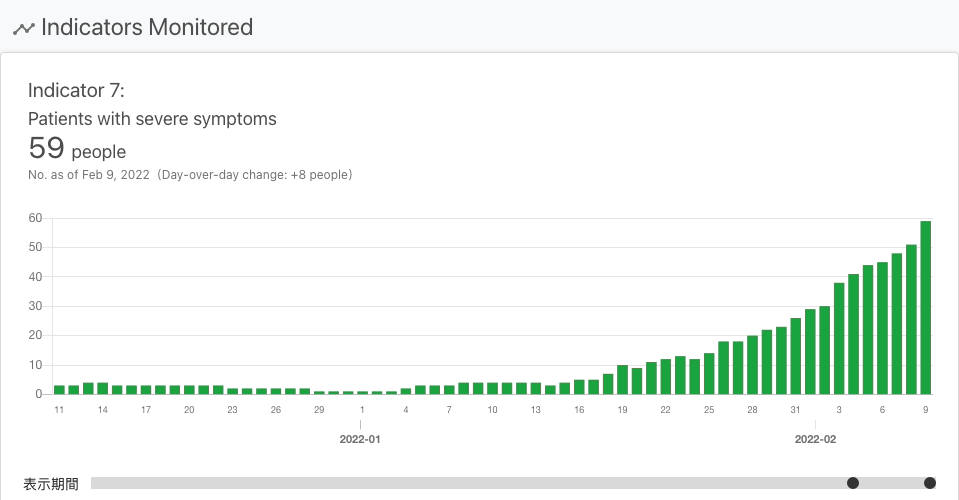 Indicators Monitored
Indicator 7:
Patients with severe symptoms
59 people
No. as of Feb 9, 2022 (Day-over-day change: +8 people)
60
50
40
30
20
10
0
11 14 17 20 23 26 29 1 4 7 10 13 16 19 22 25 28 31 3 6 9
2022-01 2022-02
表示期間